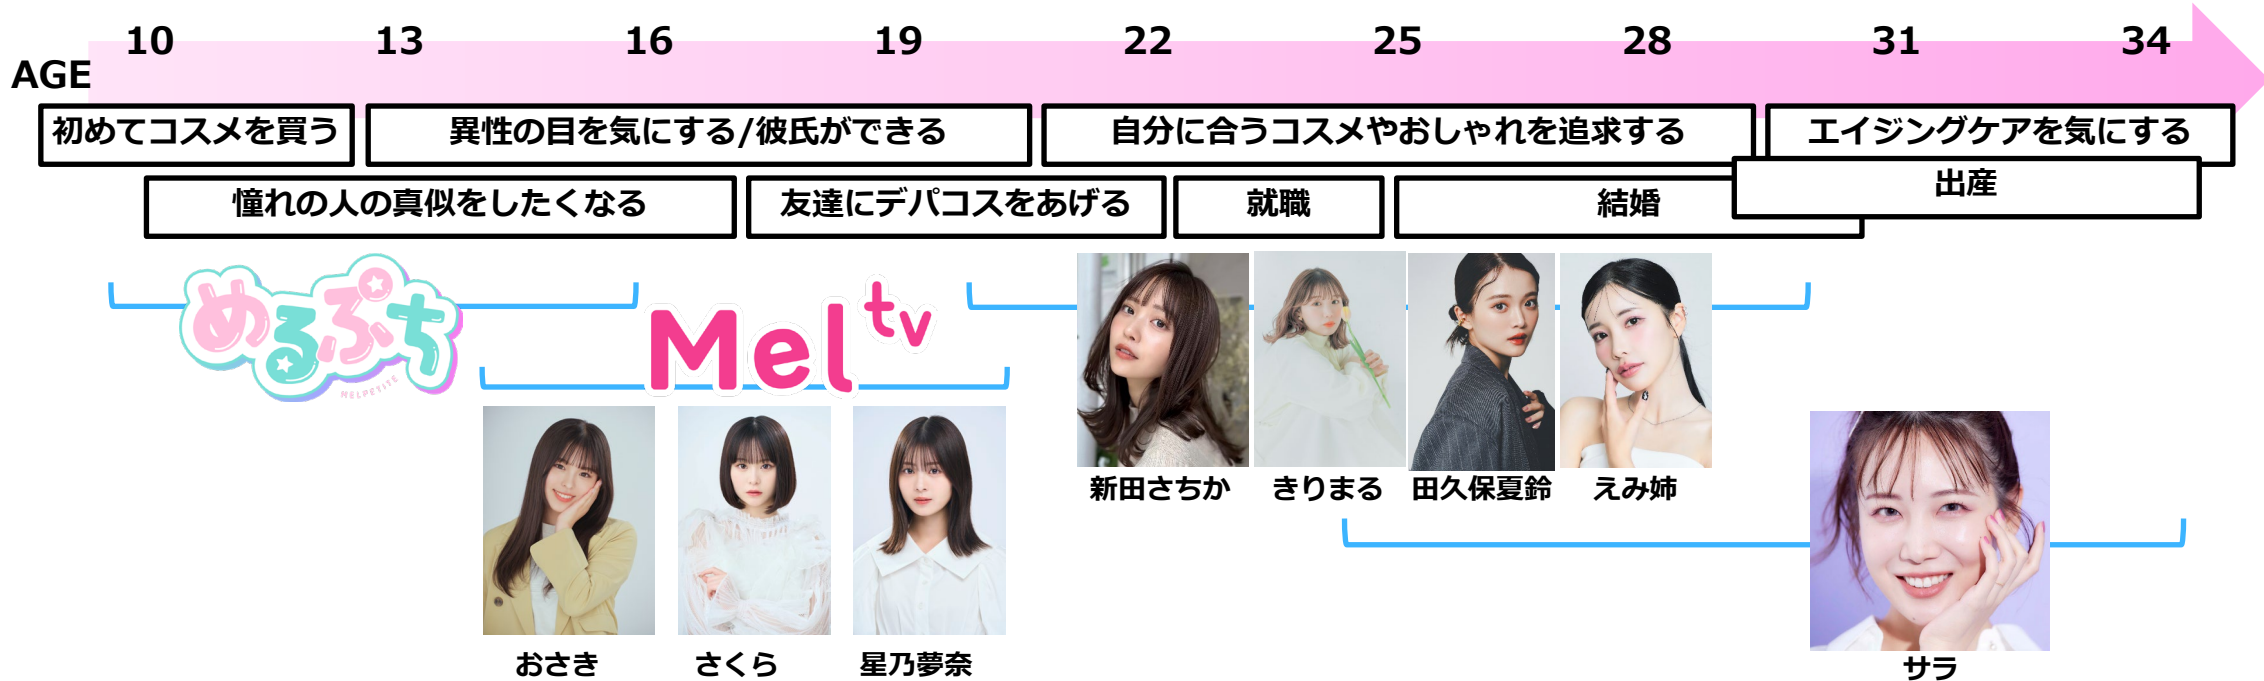 10 13 16 19 22 25 28 31 34
AGE
初めてコスメを買う 異性の目を気にする/彼氏ができる 自分に合うコスメやおしゃれを追求する エイジングケアを気にする
憧れの人の真似をしたくなる 友達にデパコスをあげる 就職 結婚 出産
めるぷち
MELPETITE
Mel tv
新田さちか きりまる 田久保夏鈴 えみ姉
おさき さくら 星乃夢奈 サラ